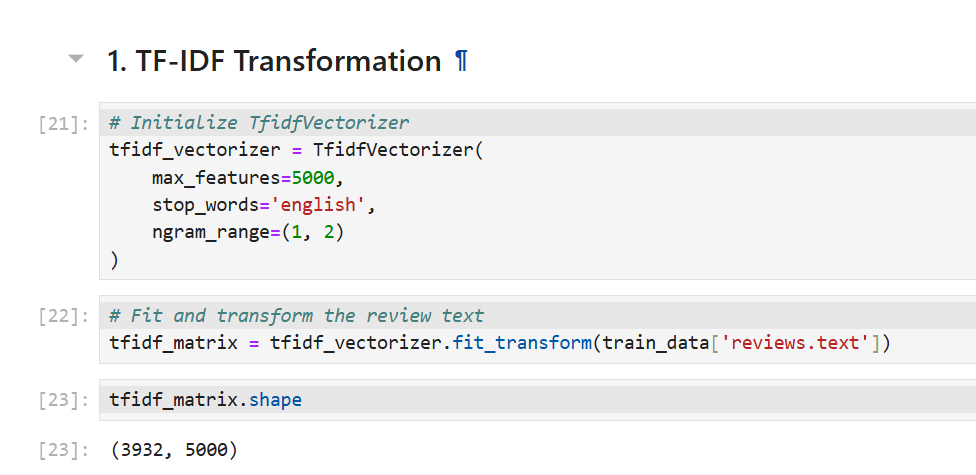 1. TF-IDF Transformation ¶
[21]: # Initialize TfidfVectorizer
tfidf_vectorizer = TfidfVectorizer(
    max_features=5000,
    stop_words='english',
    ngram_range=(1, 2)
)
[22]: # Fit and transform the review text
tfidf_matrix = tfidf_vectorizer.fit_transform(train_data['reviews.text'])
[23]: tfidf_matrix.shape
[23]: (3932, 5000)